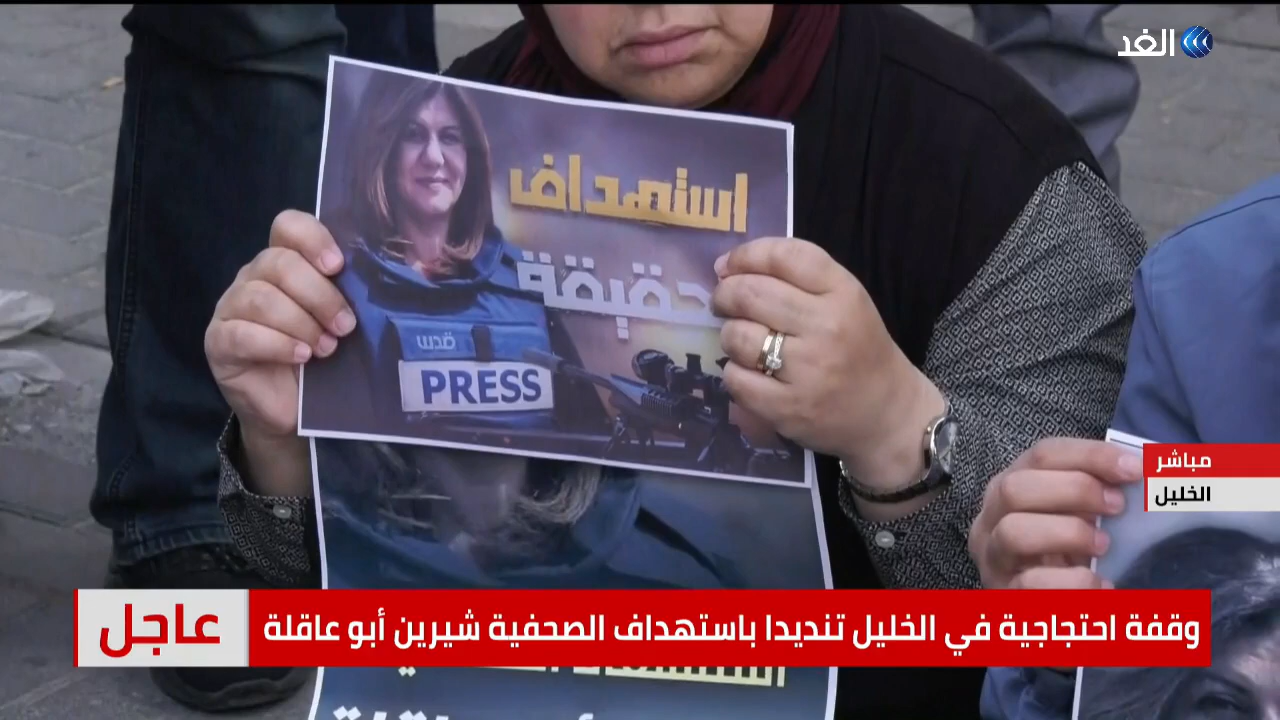 الغد
استهداف
حقيقة
قدس
PRESS
مباشر
الخليل
عاجل
وقفة احتجاجية في الخليل تنديدا باستهداف الصحفية شيرين أبو عاقلة